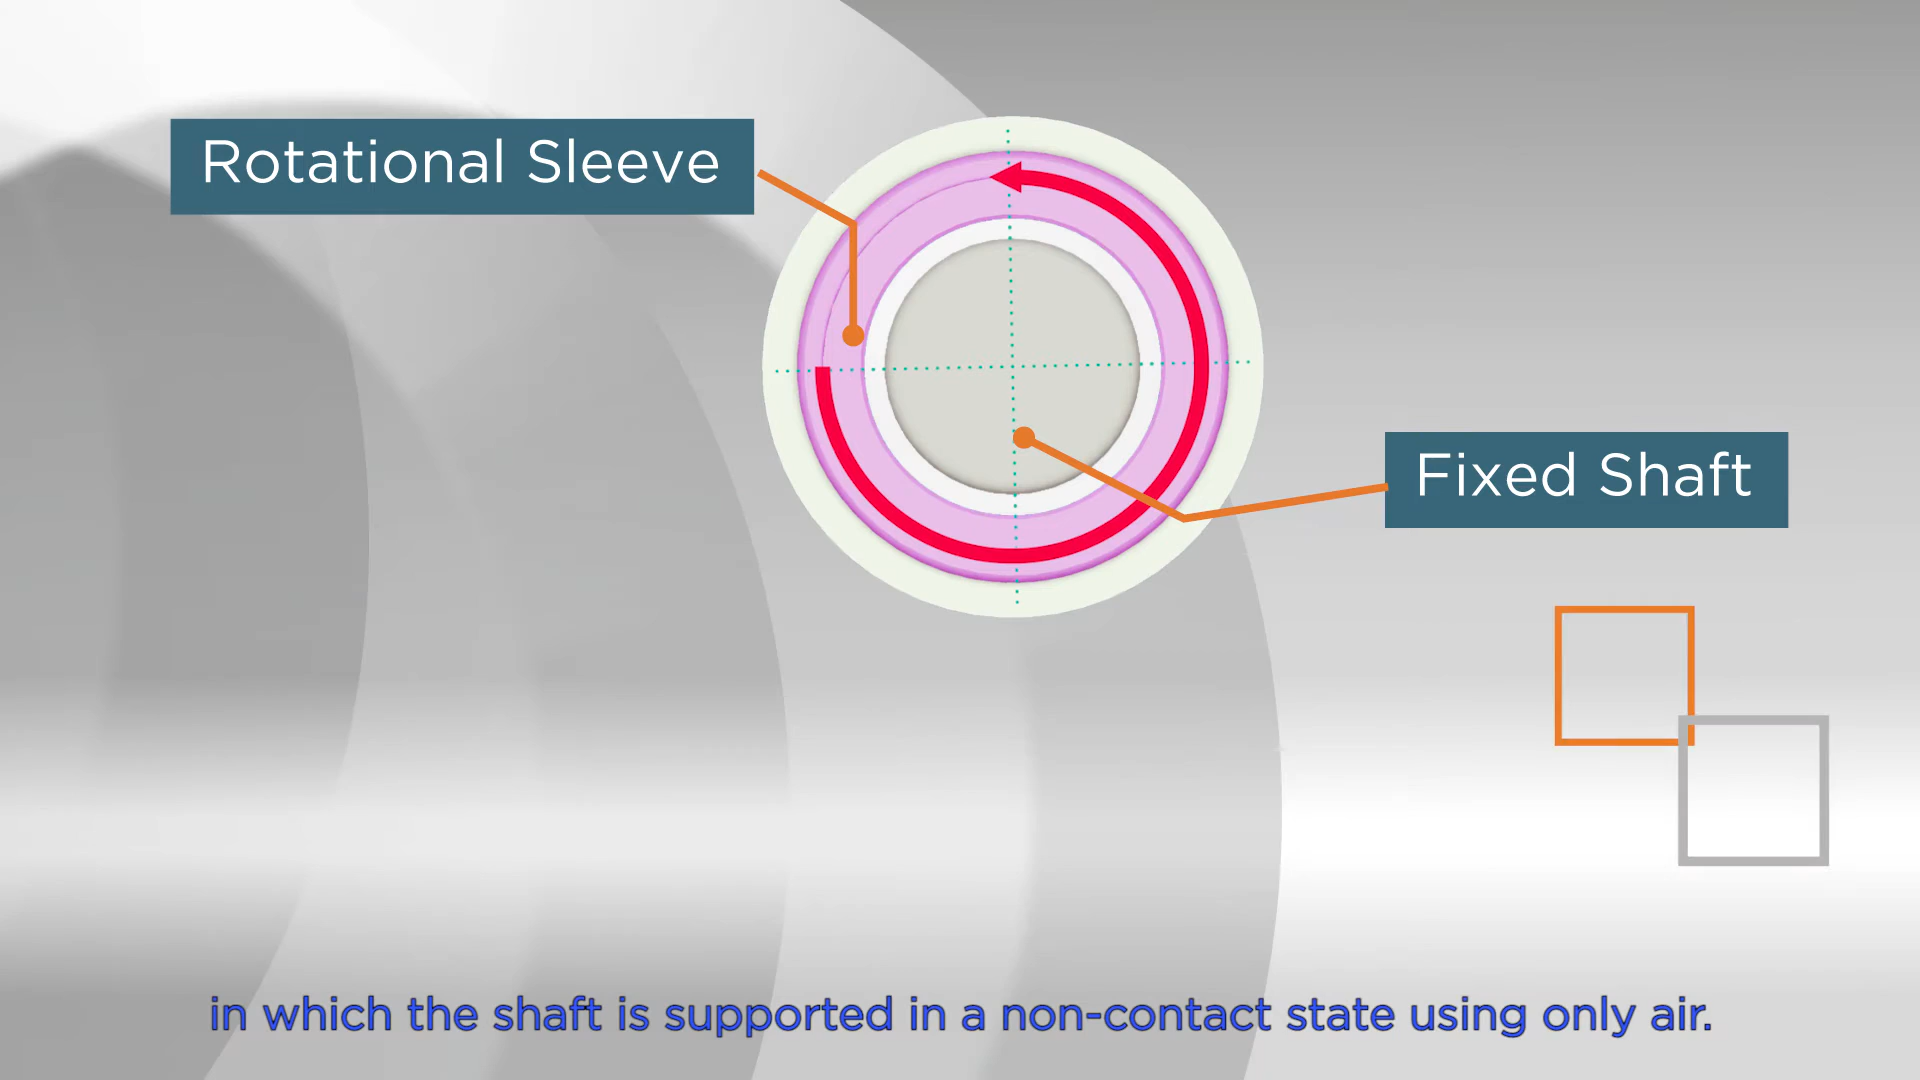 Rotational Sleeve
Fixed Shaft
in which the shaft is supported in a non-contact state using only air.